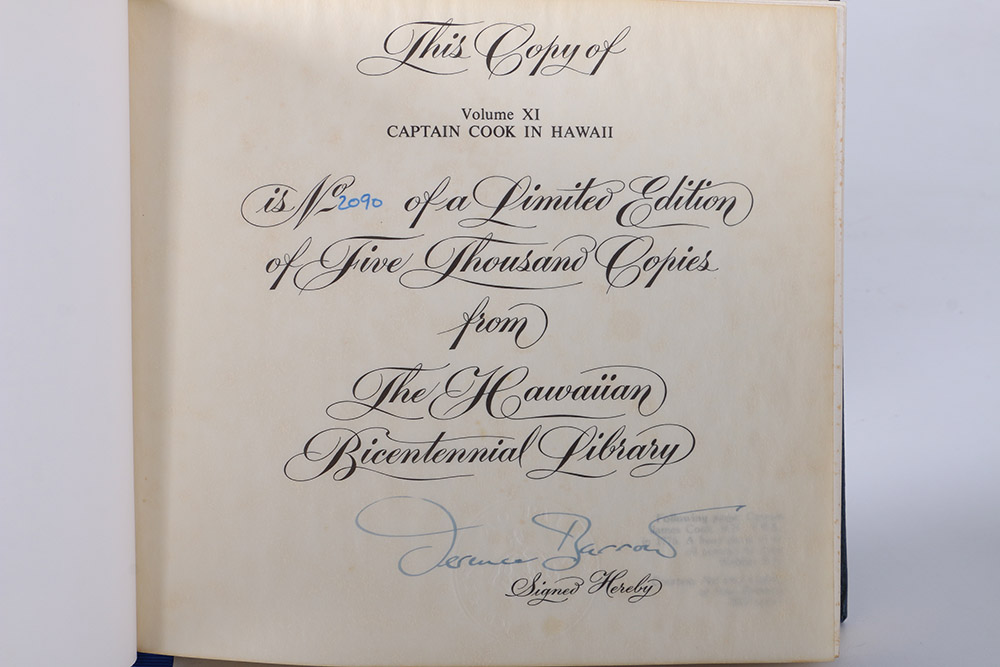 This Copy of
Volume XI
CAPTAIN COOK IN HAWAII
is No 2090 of a Limited Edition
of Five Thousand Copies
from
The Hawaiian
Bicentennial Library
Terence Barrow
Signed Hereby